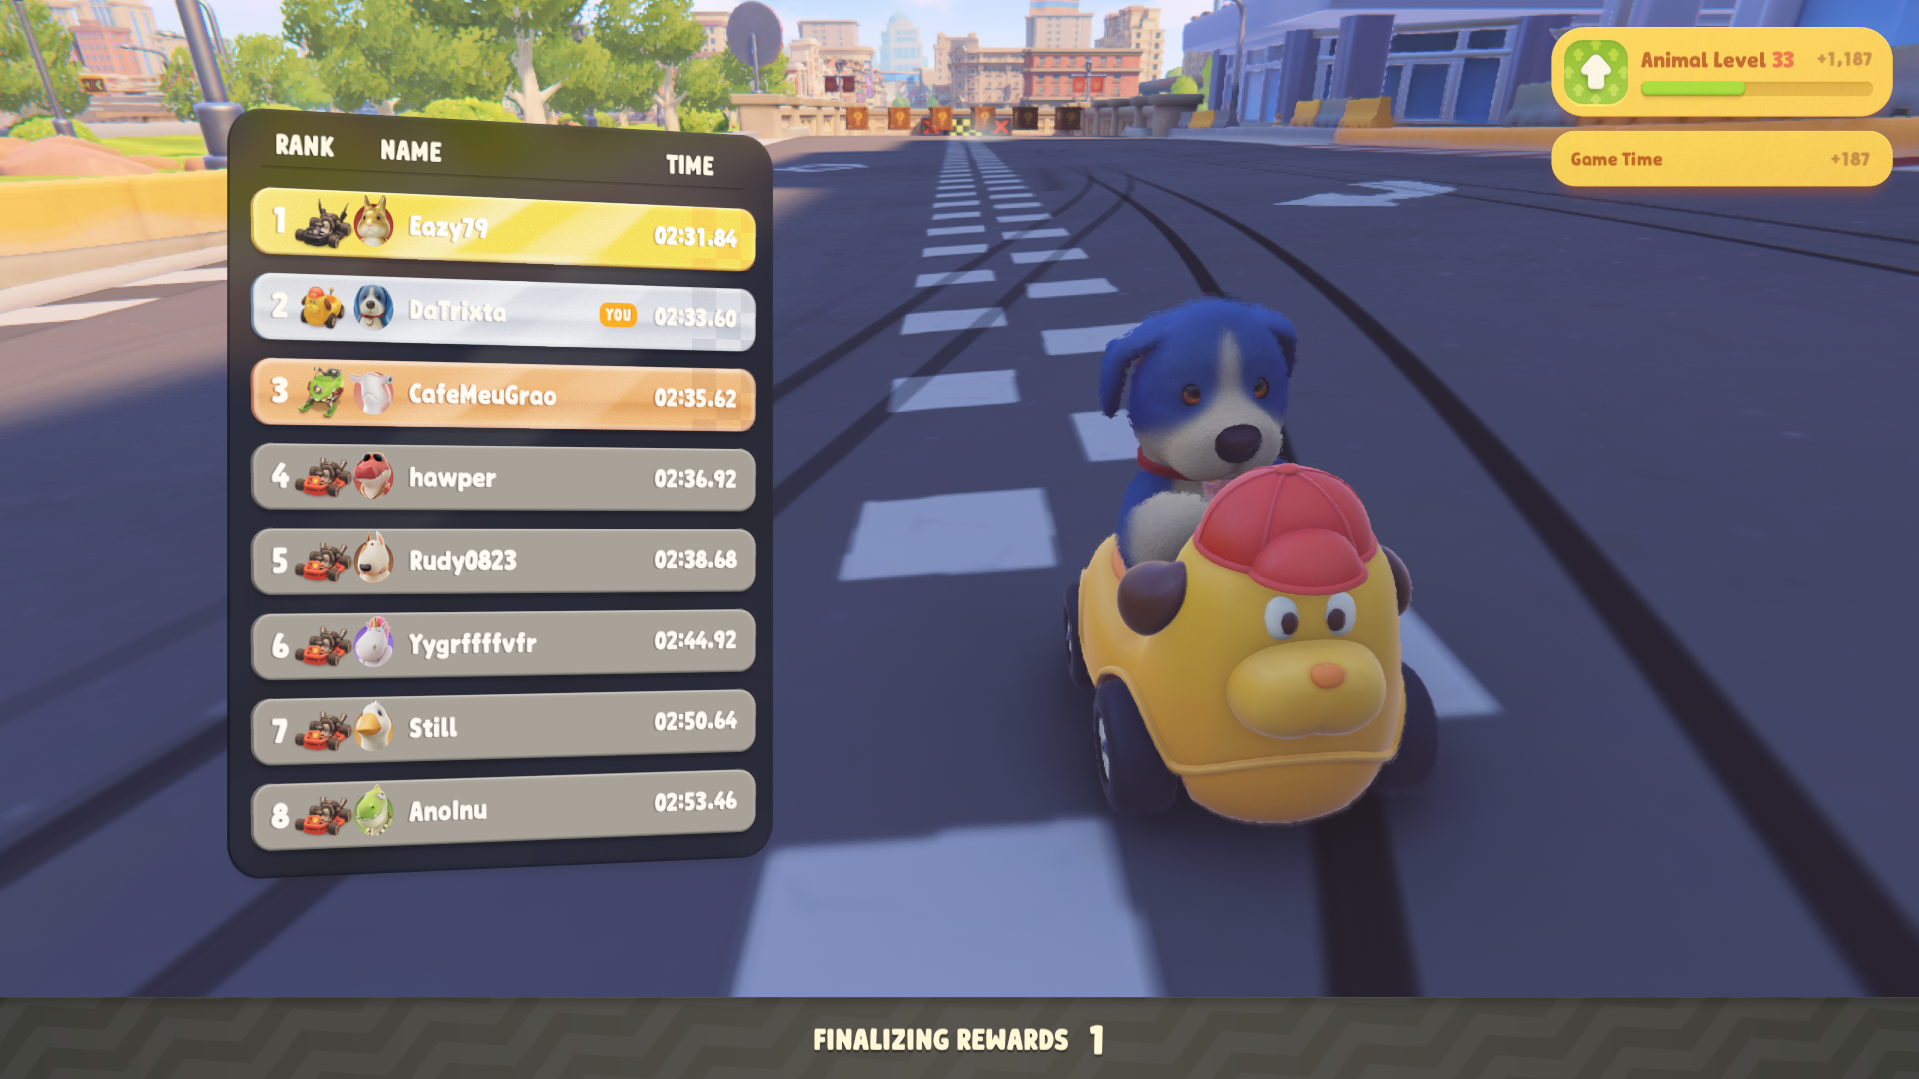 RANK NAME TIME
1 Eazy79 02:31.84
2 DaTrixta YOU 02:33.60
3 CafeMeuGrao 02:35.62
4 hawper 02:36.92
5 Rudy0823 02:38.68
6 Yygrffffvfr 02:44.92
7 Still 02:50.64
8 AnoInu 02:53.46
Animal Level 33 +1,187
Game Time +187
FINALIZING REWARDS 1